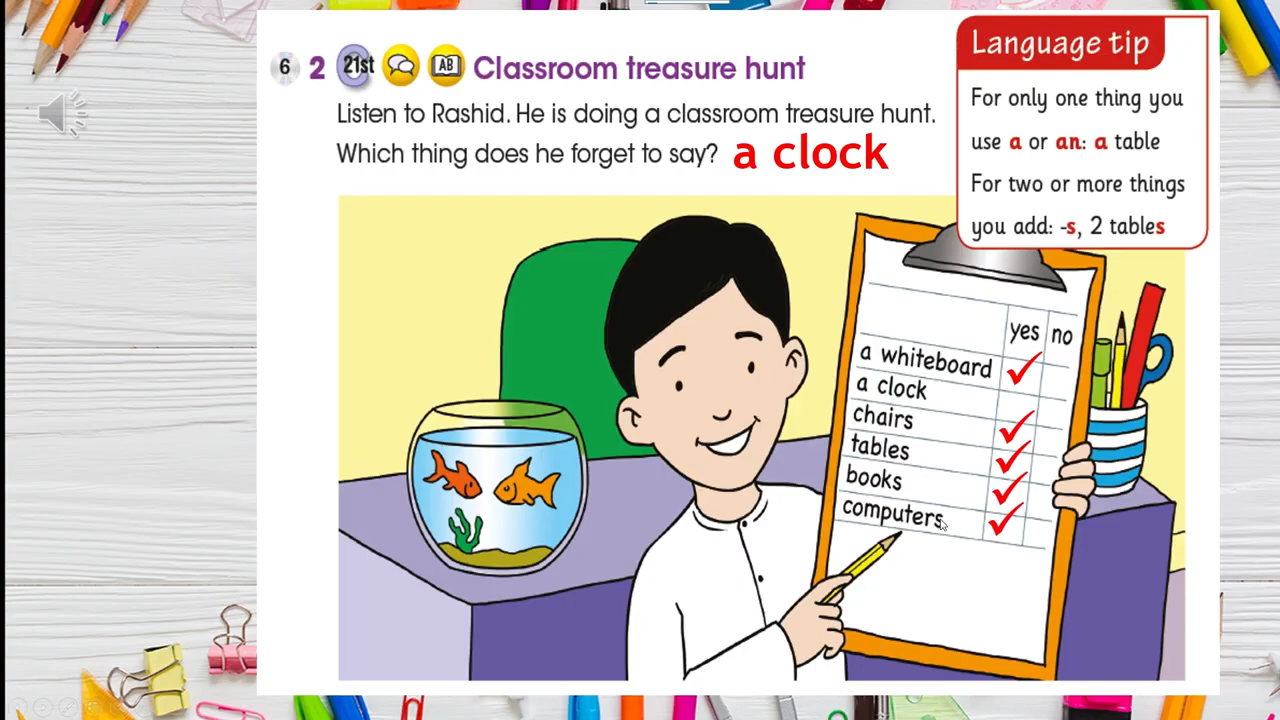 6 2 21st AB Classroom treasure hunt
Listen to Rashid. He is doing a classroom treasure hunt.
Which thing does he forget to say? a clock
Language tip
For only one thing you
use a or an: a table
For two or more things
you add: -s, 2 tables
yes no
a whiteboard
a clock
chairs
tables
books
computers